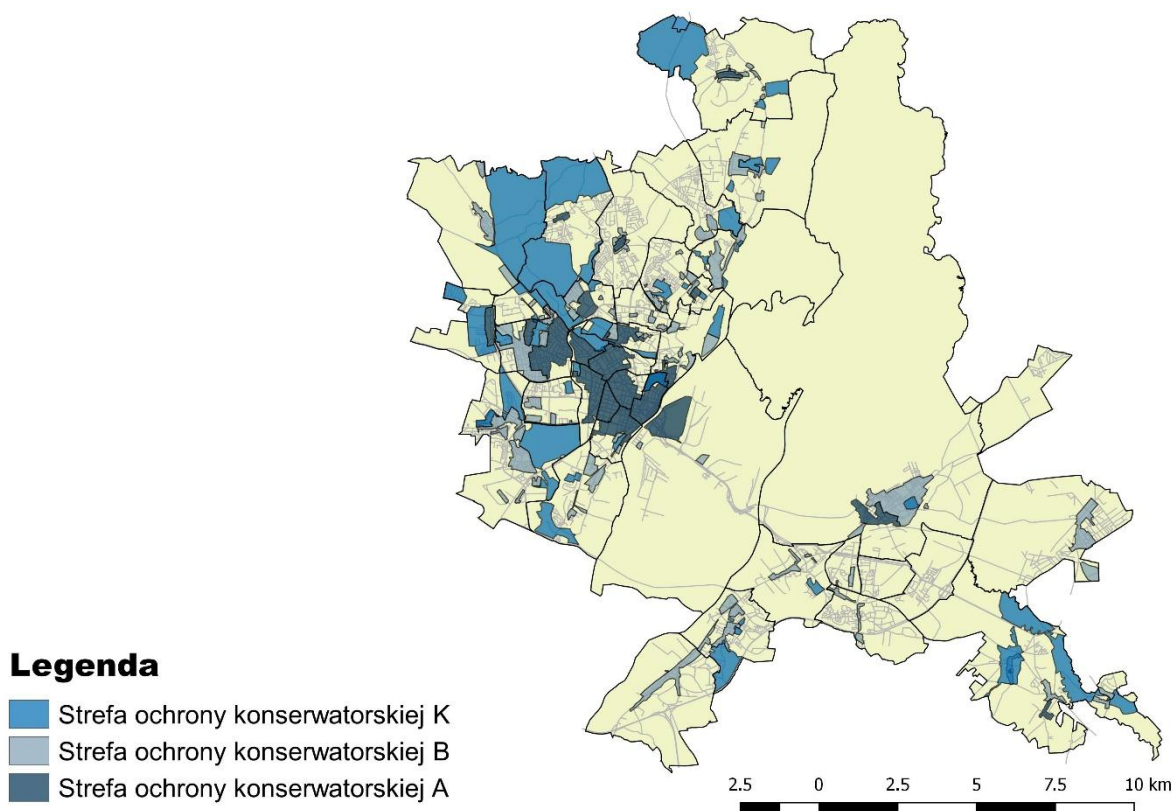 Legenda
Strefa ochrony konserwatorskiej K
Strefa ochrony konserwatorskiej B
Strefa ochrony konserwatorskiej A
2.5 0 2.5 5 7.5 10 km